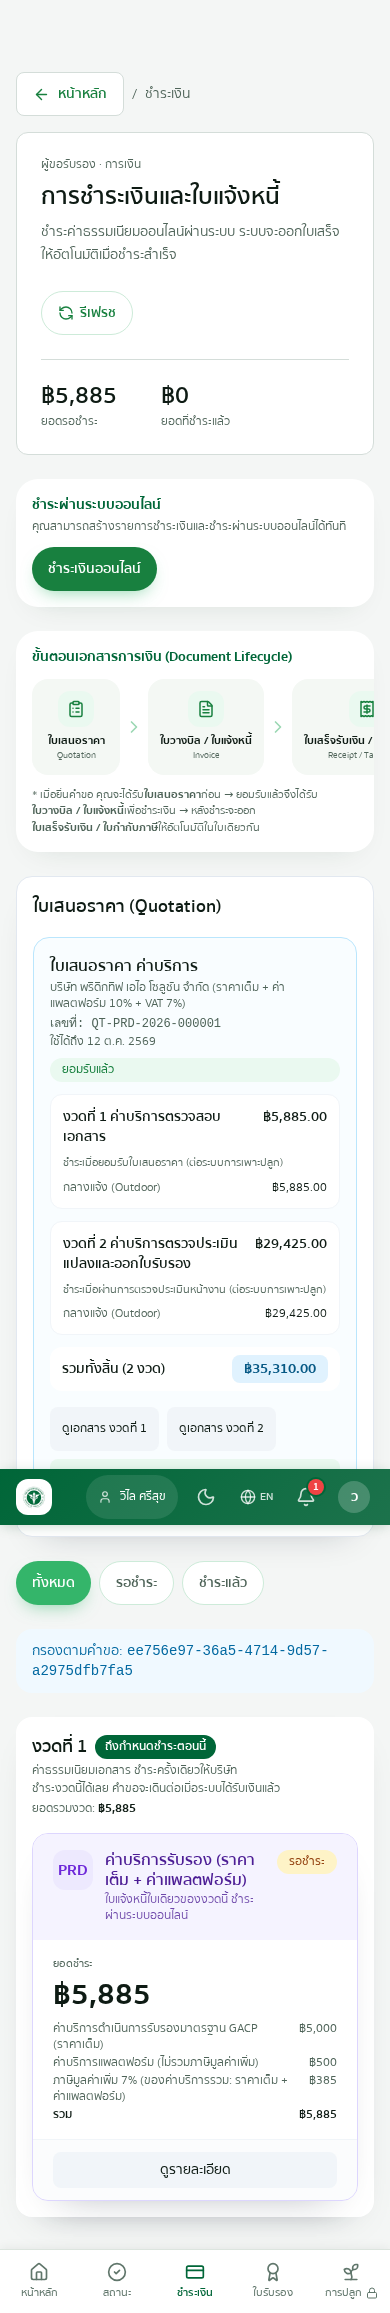 หน้าหลัก / ชำระเงิน
ผู้ขอรับรอง · การเงิน
การชำระเงินและใบแจ้งหนี้
ชำระค่าธรรมเนียมออนไลน์ผ่านระบบ ระบบจะออกใบเสร็จ
ให้อัตโนมัติเมื่อชำระสำเร็จ
รีเฟรช
฿5,885 ฿0
ยอดรอชำระ ยอดที่ชำระแล้ว
ชำระผ่านระบบออนไลน์
คุณสามารถสร้างรายการชำระเงินและชำระผ่านระบบออนไลน์ได้ทันที
ชำระเงินออนไลน์
ขั้นตอนเอกสารการเงิน (Document Lifecycle)
ใบเสนอราคา ใบวางบิล / ใบแจ้งหนี้ ใบเสร็จรับเงิน /
Quotation Invoice Receipt / Ta
* เมื่อยื่นคำขอ คุณจะได้รับใบเสนอราคาก่อน → ยอมรับแล้วจึงได้รับ
ใบวางบิล / ใบแจ้งหนี้เพื่อชำระเงิน → หลังชำระจะออก
ใบเสร็จรับเงิน / ใบกำกับภาษีให้อัตโนมัติในใบเดียวกัน
ใบเสนอราคา (Quotation)
ใบเสนอราคา ค่าบริการ
บริษัท พรีดิกทิฟ เอไอ โซลูชัน จำกัด (ราคาเต็ม + ค่า
แพลตฟอร์ม 10% + VAT 7%)
เลขที่: QT-PRD-2026-000001
ใช้ได้ถึง 12 ต.ค. 2569
ยอมรับแล้ว
งวดที่ 1 ค่าบริการตรวจสอบ ฿5,885.00
เอกสาร
ชำระเมื่อยอมรับใบเสนอราคา (ต่อระบบการเพาะปลูก)
กลางแจ้ง (Outdoor) ฿5,885.00
งวดที่ 2 ค่าบริการตรวจประเมิน ฿29,425.00
แปลงและออกใบรับรอง
ชำระเมื่อผ่านการตรวจประเมินหน้างาน (ต่อระบบการเพาะปลูก)
กลางแจ้ง (Outdoor) ฿29,425.00
รวมทั้งสิ้น (2 งวด) ฿35,310.00
ดูเอกสาร งวดที่ 1 ดูเอกสาร งวดที่ 2
วิไล ศรีสุข EN 1 ว
ทั้งหมด รอชำระ ชำระแล้ว
กรองตามคำขอ: ee756e97-36a5-4714-9d57-
a2975dfb7fa5
งวดที่ 1 ถึงกำหนดชำระตอนนี้
ค่าธรรมเนียมเอกสาร ชำระครั้งเดียวให้บริษัท
ชำระงวดนี้ได้เลย คำขอจะเดินต่อเมื่อระบบได้รับเงินแล้ว
ยอดรวมงวด: ฿5,885
PRD ค่าบริการรับรอง (ราคา รอชำระ
เต็ม + ค่าแพลตฟอร์ม)
ใบแจ้งหนี้ใบเดียวของงวดนี้ ชำระ
ผ่านระบบออนไลน์
ยอดชำระ
฿5,885
ค่าบริการดำเนินการรับรองมาตรฐาน GACP ฿5,000
(ราคาเต็ม)
ค่าบริการแพลตฟอร์ม (ไม่รวมภาษีมูลค่าเพิ่ม) ฿500
ภาษีมูลค่าเพิ่ม 7% (ของค่าบริการรวม: ราคาเต็ม + ฿385
ค่าแพลตฟอร์ม)
รวม ฿5,885
ดูรายละเอียด
หน้าหลัก สถานะ ชำระเงิน ใบรับรอง การปลูก